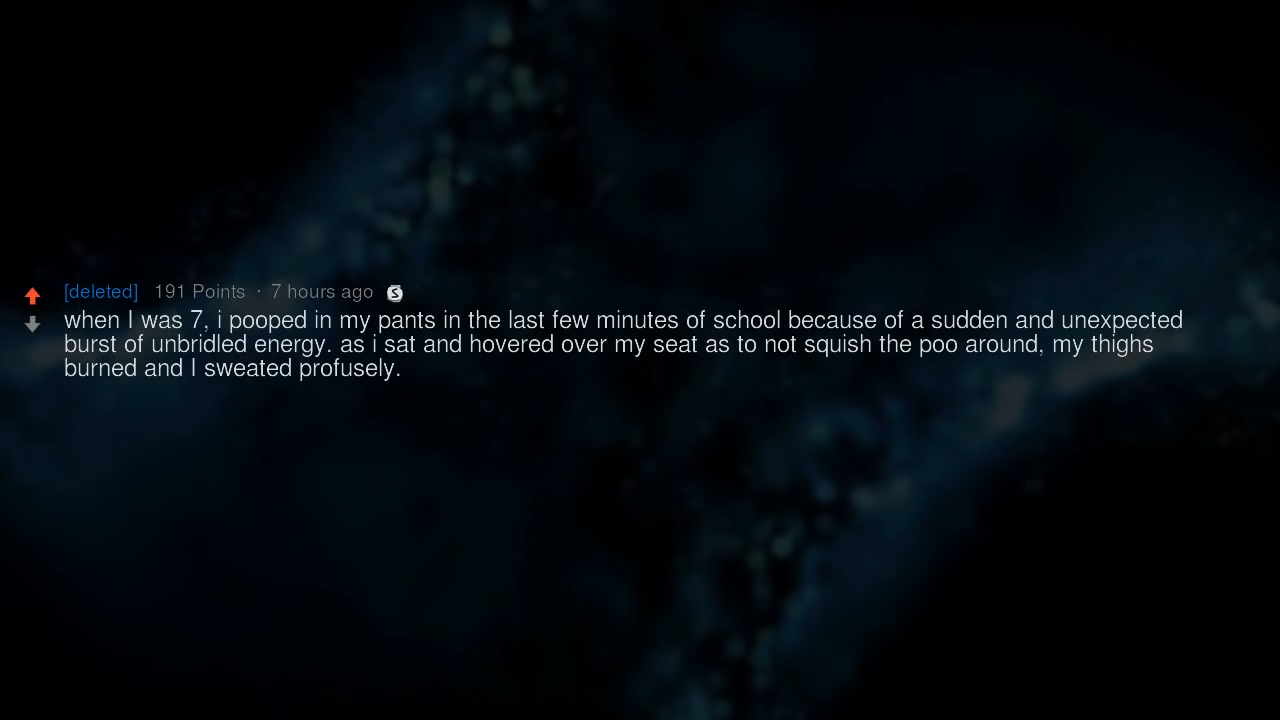 [deleted] 191 Points · 7 hours ago S
when I was 7, i pooped in my pants in the last few minutes of school because of a sudden and unexpected
burst of unbridled energy. as i sat and hovered over my seat as to not squish the poo around, my thighs
burned and I sweated profusely.